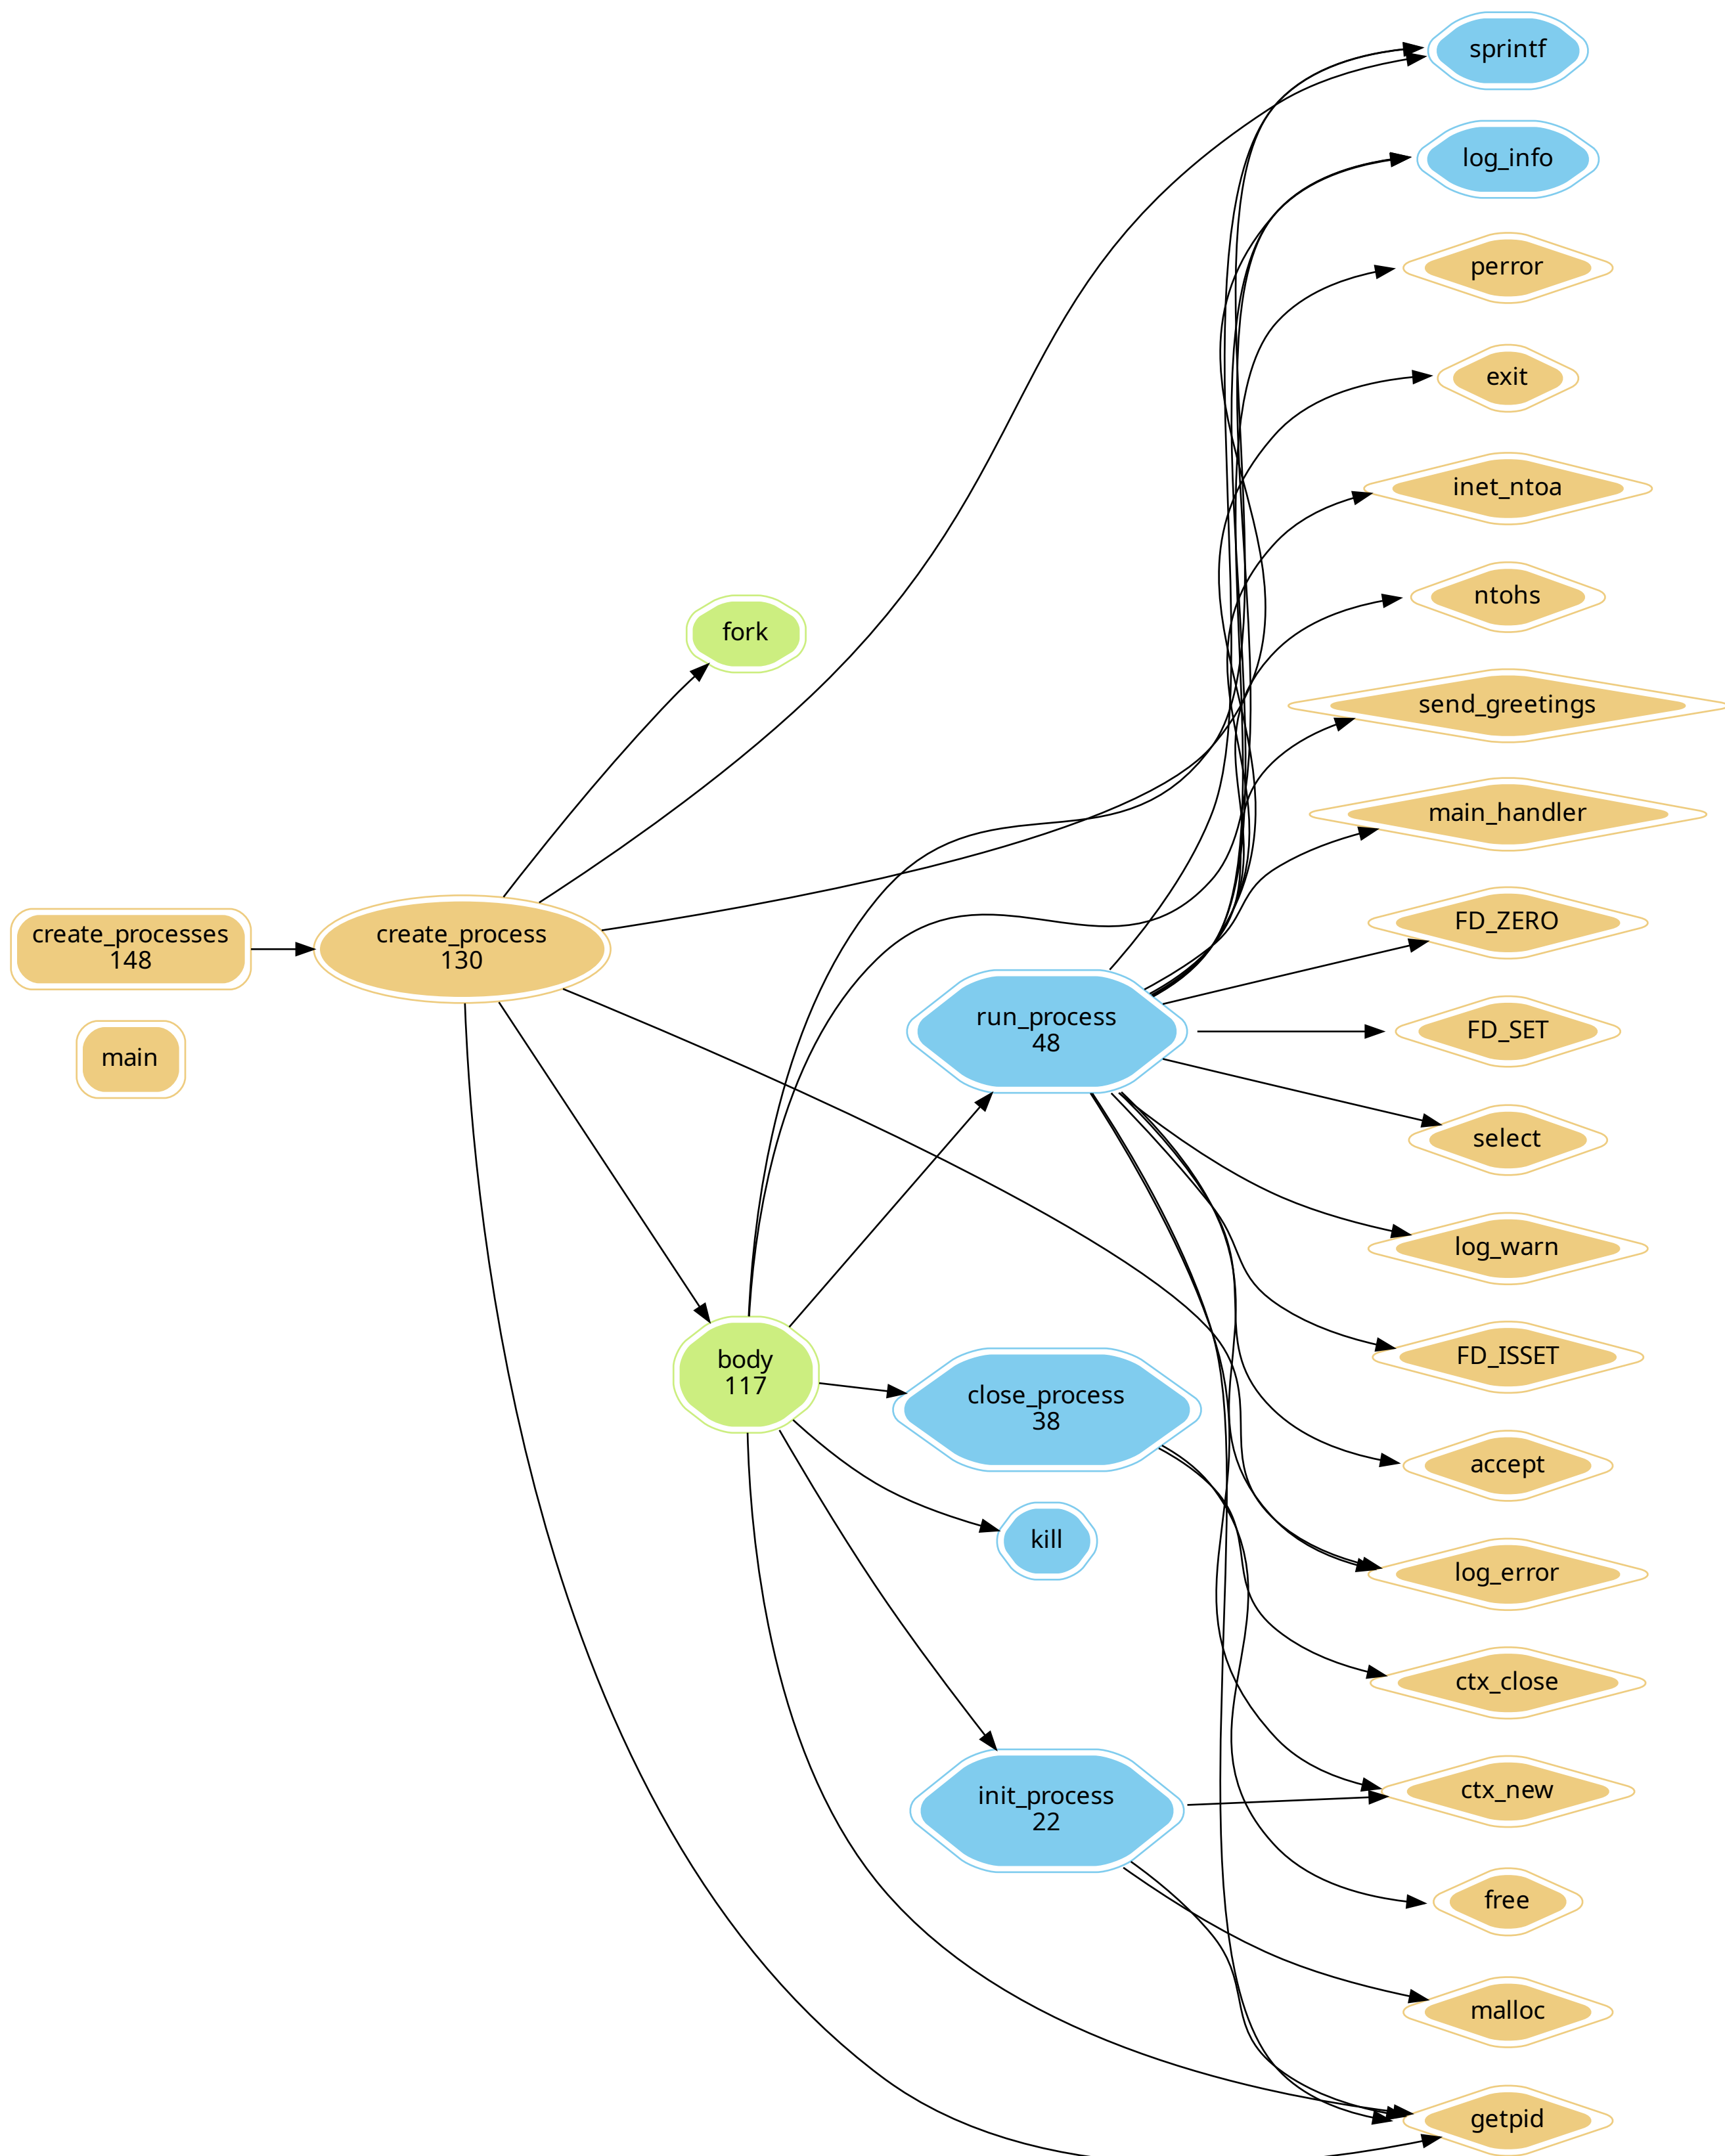 sprintf
log_info
perror
exit
inet_ntoa
ntohs
fork
send_greetings
main_handler
create_processes
148
create_process
130
FD_ZERO
run_process
48
FD_SET
main
select
log_warn
body
117
FD_ISSET
close_process
38
accept
kill
log_error
ctx_close
init_process
22
ctx_new
free
malloc
getpid